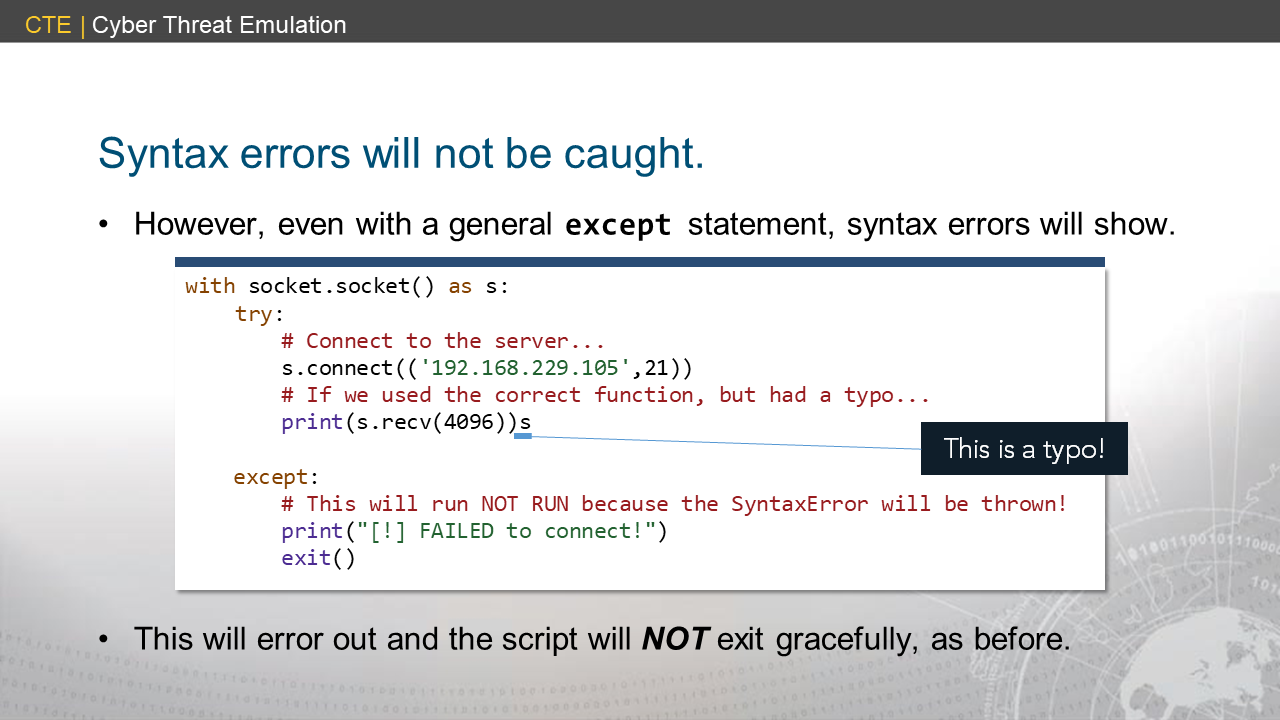 CTE | Cyber Threat Emulation
Syntax errors will not be caught.
• However, even with a general except statement, syntax errors will show.
with socket.socket() as s:
    try:
        # Connect to the server...
        s.connect(('192.168.229.105',21))
        # If we used the correct function, but had a typo...
        print(s.recv(4096))s
This is a typo!
    except:
        # This will run NOT RUN because the SyntaxError will be thrown!
        print("[!] FAILED to connect!")
        exit()
• This will error out and the script will NOT exit gracefully, as before.